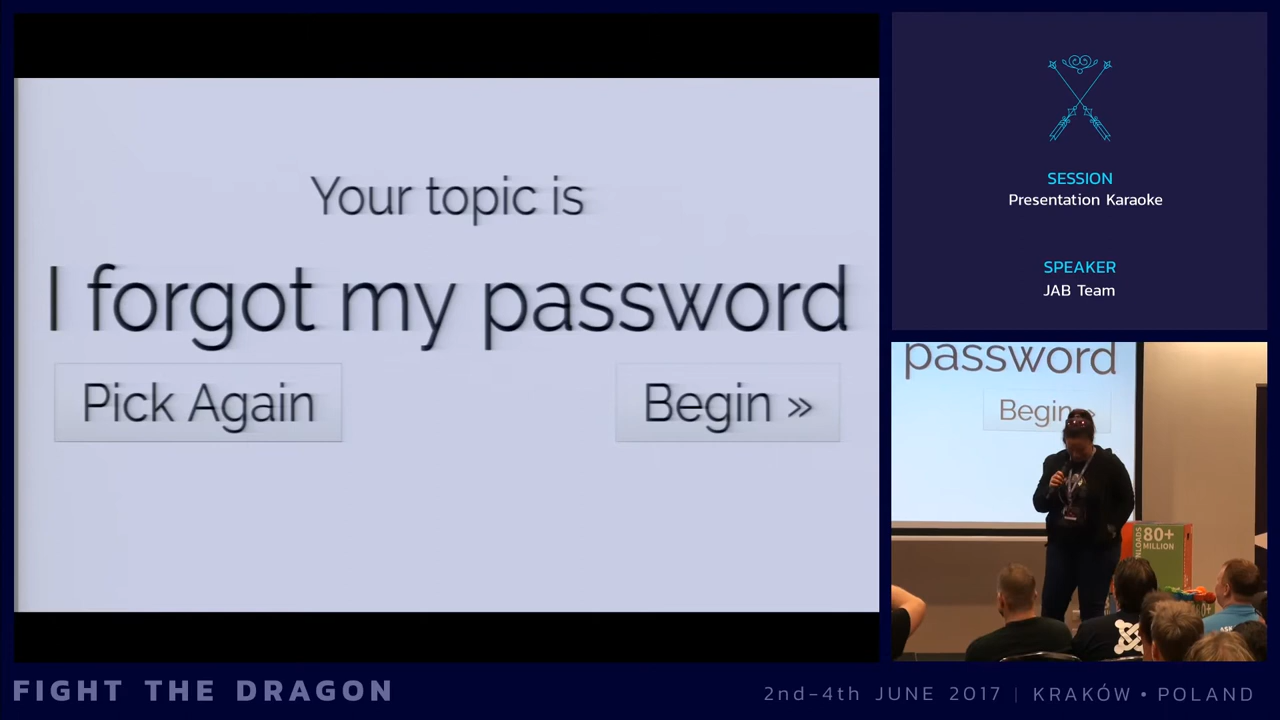 Your topic is
I forgot my password
Pick Again
Begin »
SESSION
Presentation Karaoke
SPEAKER
JAB Team
password
Begin »
80+
MILLION
FIGHT THE DRAGON
2nd-4th JUNE 2017 | KRAKÓW • POLAND